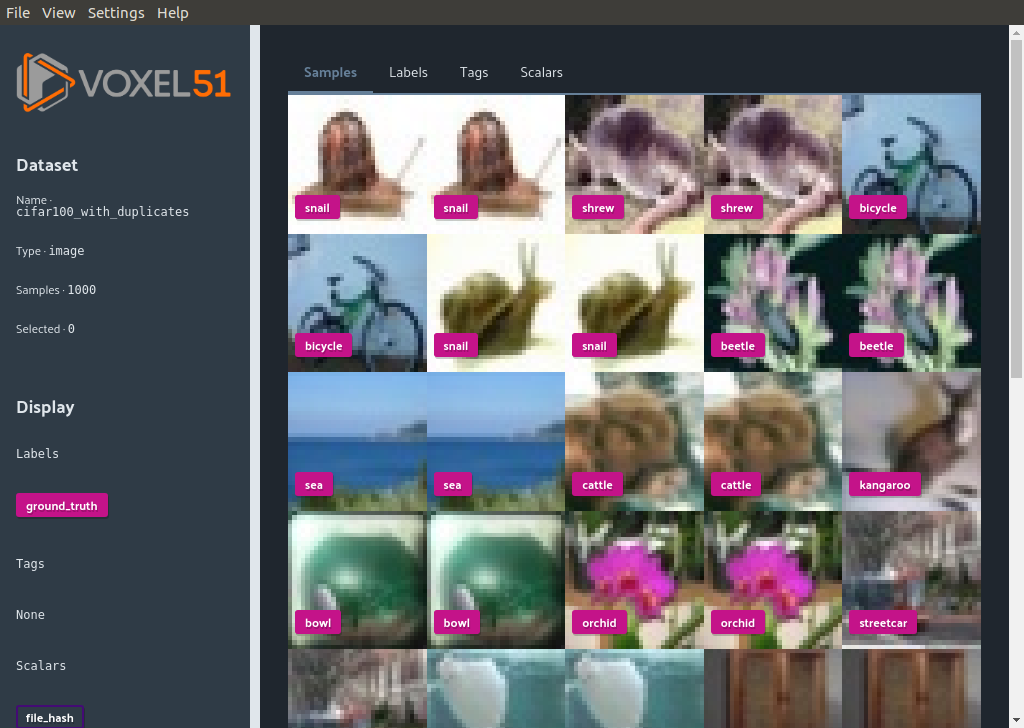 File View Settings Help
VOXEL51
Dataset
Name ·
cifar100_with_duplicates
Type · image
Samples · 1000
Selected · 0
Display
Labels
ground_truth
Tags
None
Scalars
file_hash
Samples Labels Tags Scalars
snail snail shrew shrew bicycle
bicycle snail snail beetle beetle
sea sea cattle cattle kangaroo
bowl bowl orchid orchid streetcar